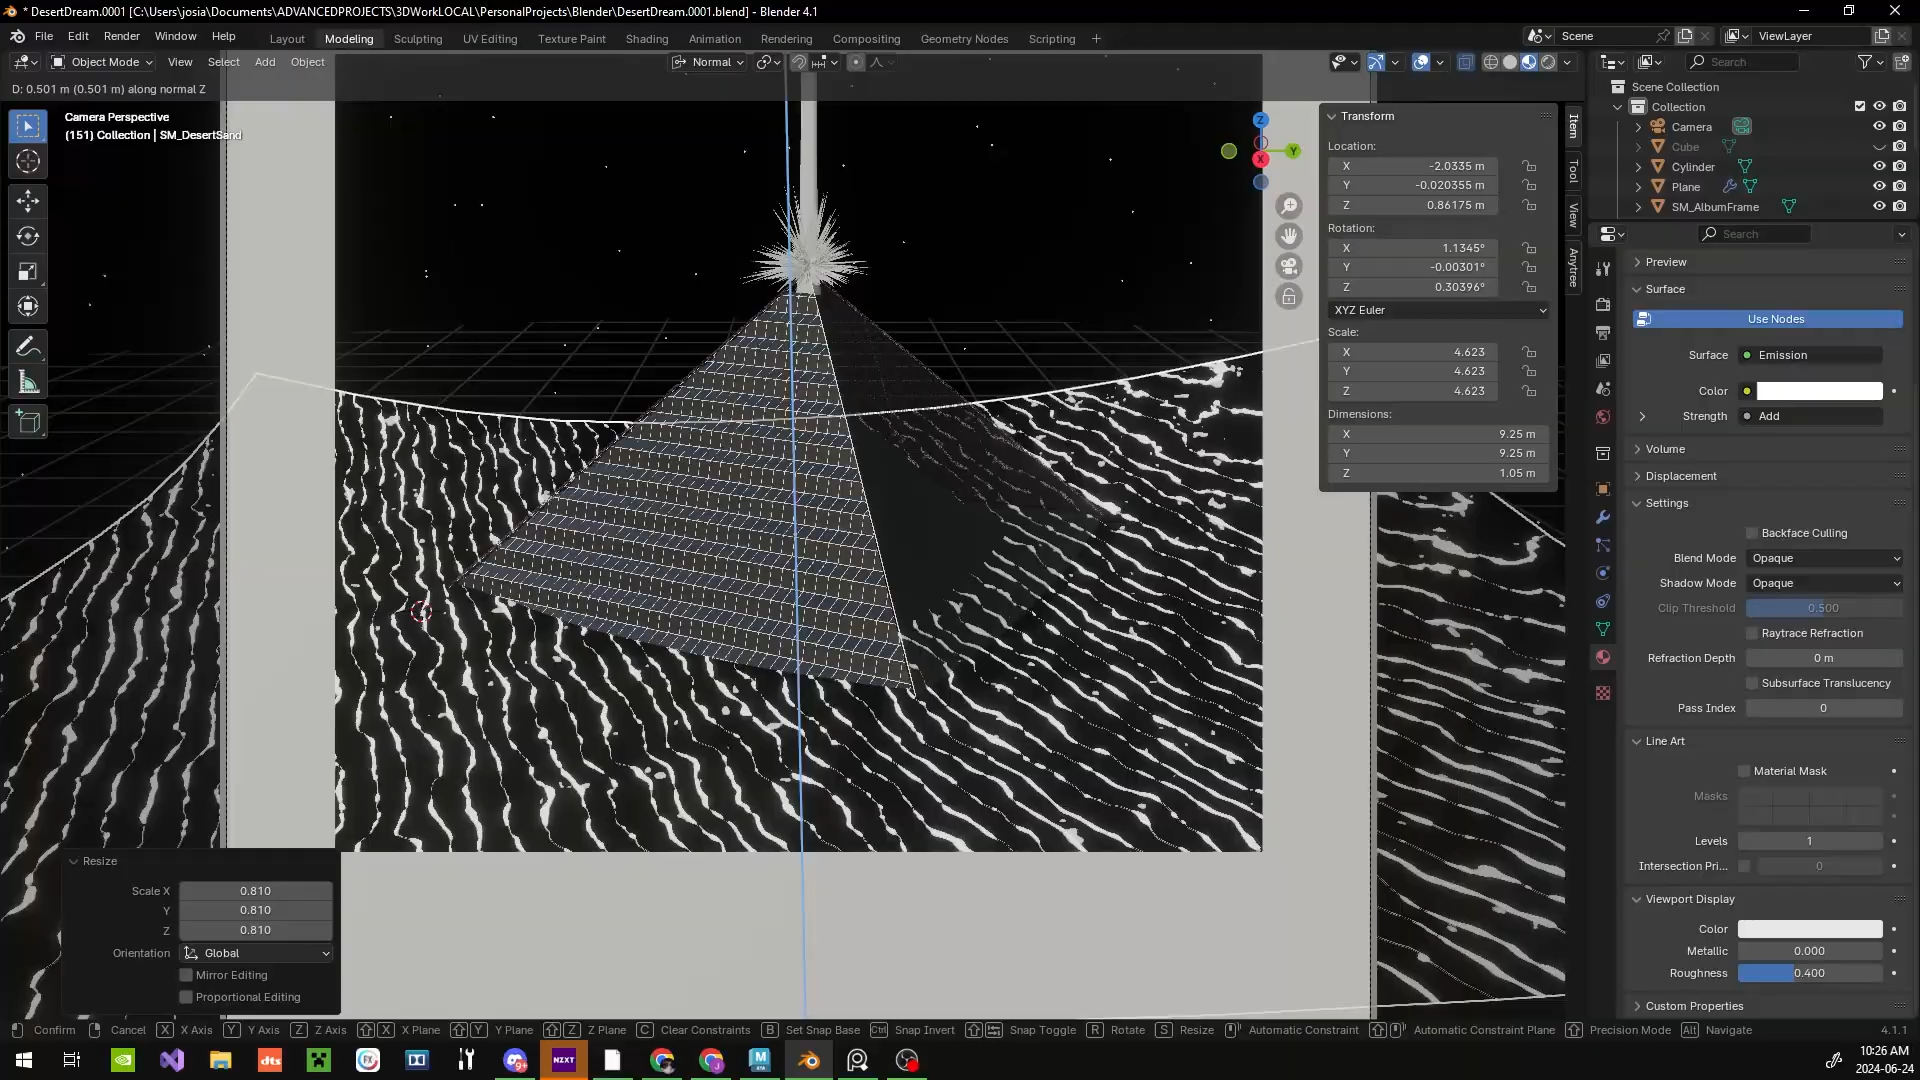 * DesertDream.0001 [C:\Users\josia\Documents\ADVANCEDPROJECTS\3DWorkLOCAL\PersonalProjects\Blender\DesertDream.0001.blend] - Blender 4.1
File Edit Render Window Help Layout Modeling Sculpting UV Editing Texture Paint Shading Animation Rendering Compositing Geometry Nodes Scripting + Scene ViewLayer
Object Mode View Select Add Object Normal Search
D: 0.501 m (0.501 m) along normal Z
Camera Perspective
(151) Collection | SM_DesertSand
Z
Y
X
Transform
Location:
X -2.0335 m
Y -0.020355 m
Z 0.86175 m
Rotation:
X 1.1345°
Y -0.00301°
Z 0.30396°
XYZ Euler
Scale:
X 4.623
Y 4.623
Z 4.623
Dimensions:
X 9.25 m
Y 9.25 m
Z 1.05 m
Item
Tool
View
Anytree
Scene Collection
Collection
Camera
Cube
Cylinder
Plane
SM_AlbumFrame
Search
Preview
Surface
Use Nodes
Surface Emission
Color
Strength Add
Volume
Displacement
Settings
Backface Culling
Blend Mode Opaque
Shadow Mode Opaque
Clip Threshold 0.500
Raytrace Refraction
Refraction Depth 0 m
Subsurface Translucency
Pass Index 0
Line Art
Material Mask
Masks
Levels 1
Intersection Pri... 0
Viewport Display
Color
Metallic 0.000
Roughness 0.400
Custom Properties
Resize
Scale X 0.810
Y 0.810
Z 0.810
Orientation Global
Mirror Editing
Proportional Editing
Confirm Cancel X X Axis Y Y Axis Z Z Axis X X Plane Y Y Plane Z Z Plane C Clear Constraints B Set Snap Base Ctrl Snap Invert Snap Toggle R Rotate S Resize Automatic Constraint Automatic Constraint Plane Precision Mode Alt Navigate 4.1.1
dts FX 9+ NZXT M
10:26 AM
2024-06-24